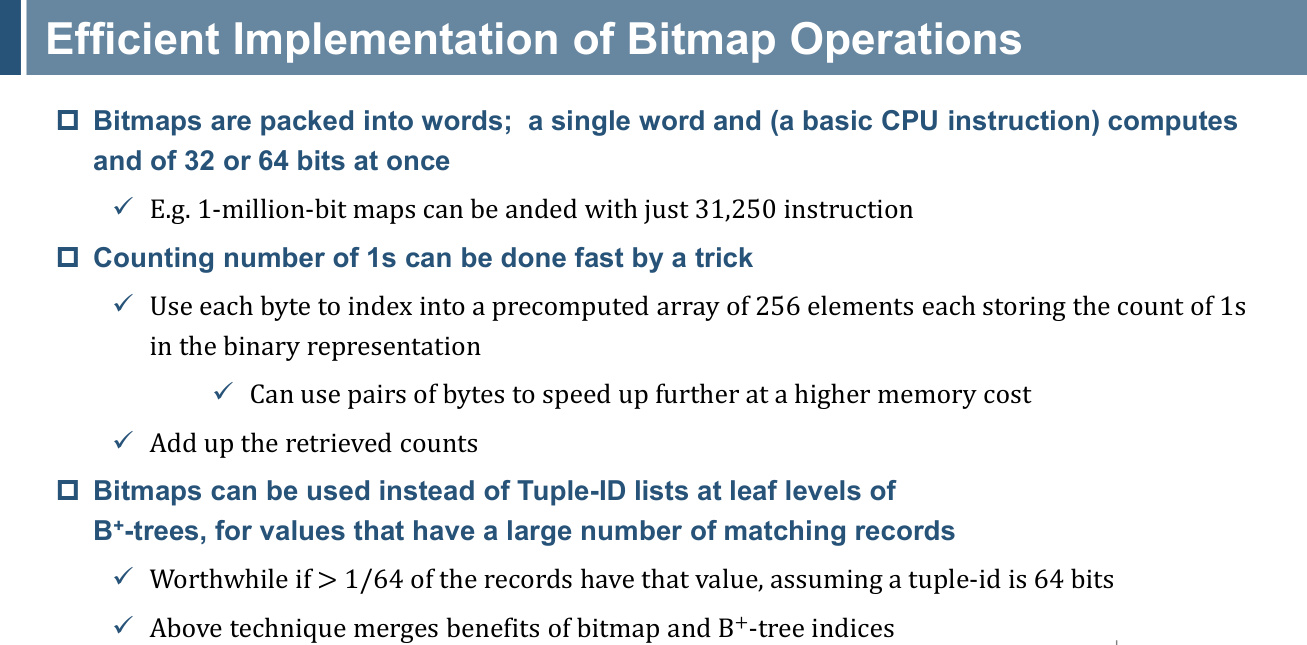 Efficient Implementation of Bitmap Operations
Bitmaps are packed into words;  a single word and (a basic CPU instruction) computes
and of 32 or 64 bits at once
E.g. 1-million-bit maps can be anded with just 31,250 instruction
Counting number of 1s can be done fast by a trick
Use each byte to index into a precomputed array of 256 elements each storing the count of 1s
in the binary representation
Can use pairs of bytes to speed up further at a higher memory cost
Add up the retrieved counts
Bitmaps can be used instead of Tuple-ID lists at leaf levels of
B⁺-trees, for values that have a large number of matching records
Worthwhile if > 1/64 of the records have that value, assuming a tuple-id is 64 bits
Above technique merges benefits of bitmap and B⁺-tree indices